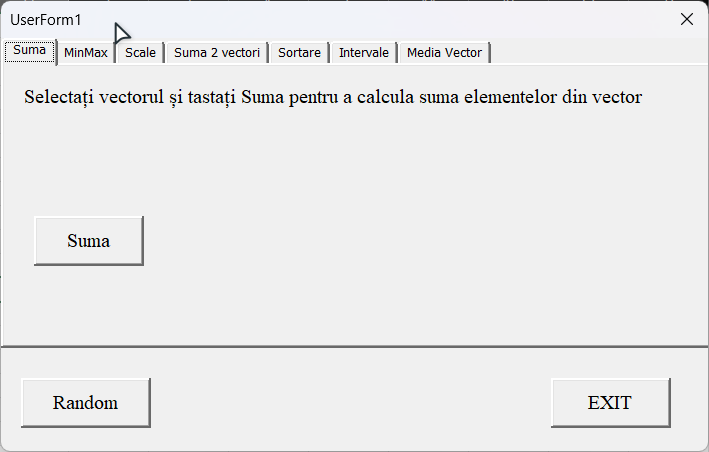 UserForm1
Suma MinMax Scale Suma 2 vectori Sortare Intervale Media Vector
Selectați vectorul și tastați Suma pentru a calcula suma elementelor din vector
Suma
Random EXIT